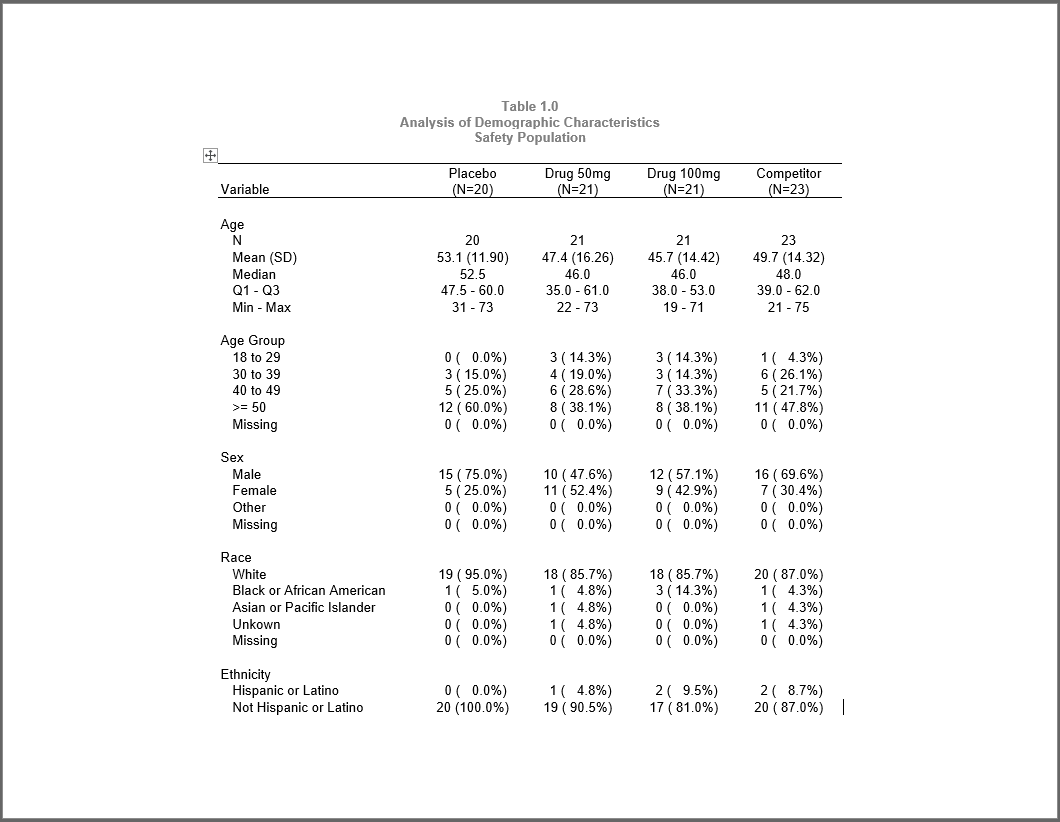 Table 1.0
Analysis of Demographic Characteristics
Safety Population
Placebo Drug 50mg Drug 100mg Competitor
Variable (N=20) (N=21) (N=21) (N=23)
Age
N 20 21 21 23
Mean (SD) 53.1 (11.90) 47.4 (16.26) 45.7 (14.42) 49.7 (14.32)
Median 52.5 46.0 46.0 48.0
Q1 - Q3 47.5 - 60.0 35.0 - 61.0 38.0 - 53.0 39.0 - 62.0
Min - Max 31 - 73 22 - 73 19 - 71 21 - 75
Age Group
18 to 29 0 ( 0.0%) 3 ( 14.3%) 3 ( 14.3%) 1 ( 4.3%)
30 to 39 3 ( 15.0%) 4 ( 19.0%) 3 ( 14.3%) 6 ( 26.1%)
40 to 49 5 ( 25.0%) 6 ( 28.6%) 7 ( 33.3%) 5 ( 21.7%)
>= 50 12 ( 60.0%) 8 ( 38.1%) 8 ( 38.1%) 11 ( 47.8%)
Missing 0 ( 0.0%) 0 ( 0.0%) 0 ( 0.0%) 0 ( 0.0%)
Sex
Male 15 ( 75.0%) 10 ( 47.6%) 12 ( 57.1%) 16 ( 69.6%)
Female 5 ( 25.0%) 11 ( 52.4%) 9 ( 42.9%) 7 ( 30.4%)
Other 0 ( 0.0%) 0 ( 0.0%) 0 ( 0.0%) 0 ( 0.0%)
Missing 0 ( 0.0%) 0 ( 0.0%) 0 ( 0.0%) 0 ( 0.0%)
Race
White 19 ( 95.0%) 18 ( 85.7%) 18 ( 85.7%) 20 ( 87.0%)
Black or African American 1 ( 5.0%) 1 ( 4.8%) 3 ( 14.3%) 1 ( 4.3%)
Asian or Pacific Islander 0 ( 0.0%) 1 ( 4.8%) 0 ( 0.0%) 1 ( 4.3%)
Unkown 0 ( 0.0%) 1 ( 4.8%) 0 ( 0.0%) 1 ( 4.3%)
Missing 0 ( 0.0%) 0 ( 0.0%) 0 ( 0.0%) 0 ( 0.0%)
Ethnicity
Hispanic or Latino 0 ( 0.0%) 1 ( 4.8%) 2 ( 9.5%) 2 ( 8.7%)
Not Hispanic or Latino 20 (100.0%) 19 ( 90.5%) 17 ( 81.0%) 20 ( 87.0%)